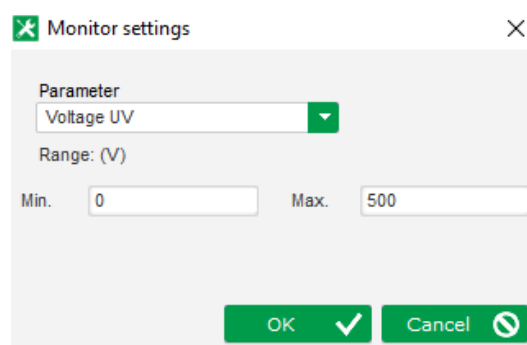 Monitor settings
Parameter
Voltage UV
Range: (V)
Min. 0 Max. 500
OK Cancel